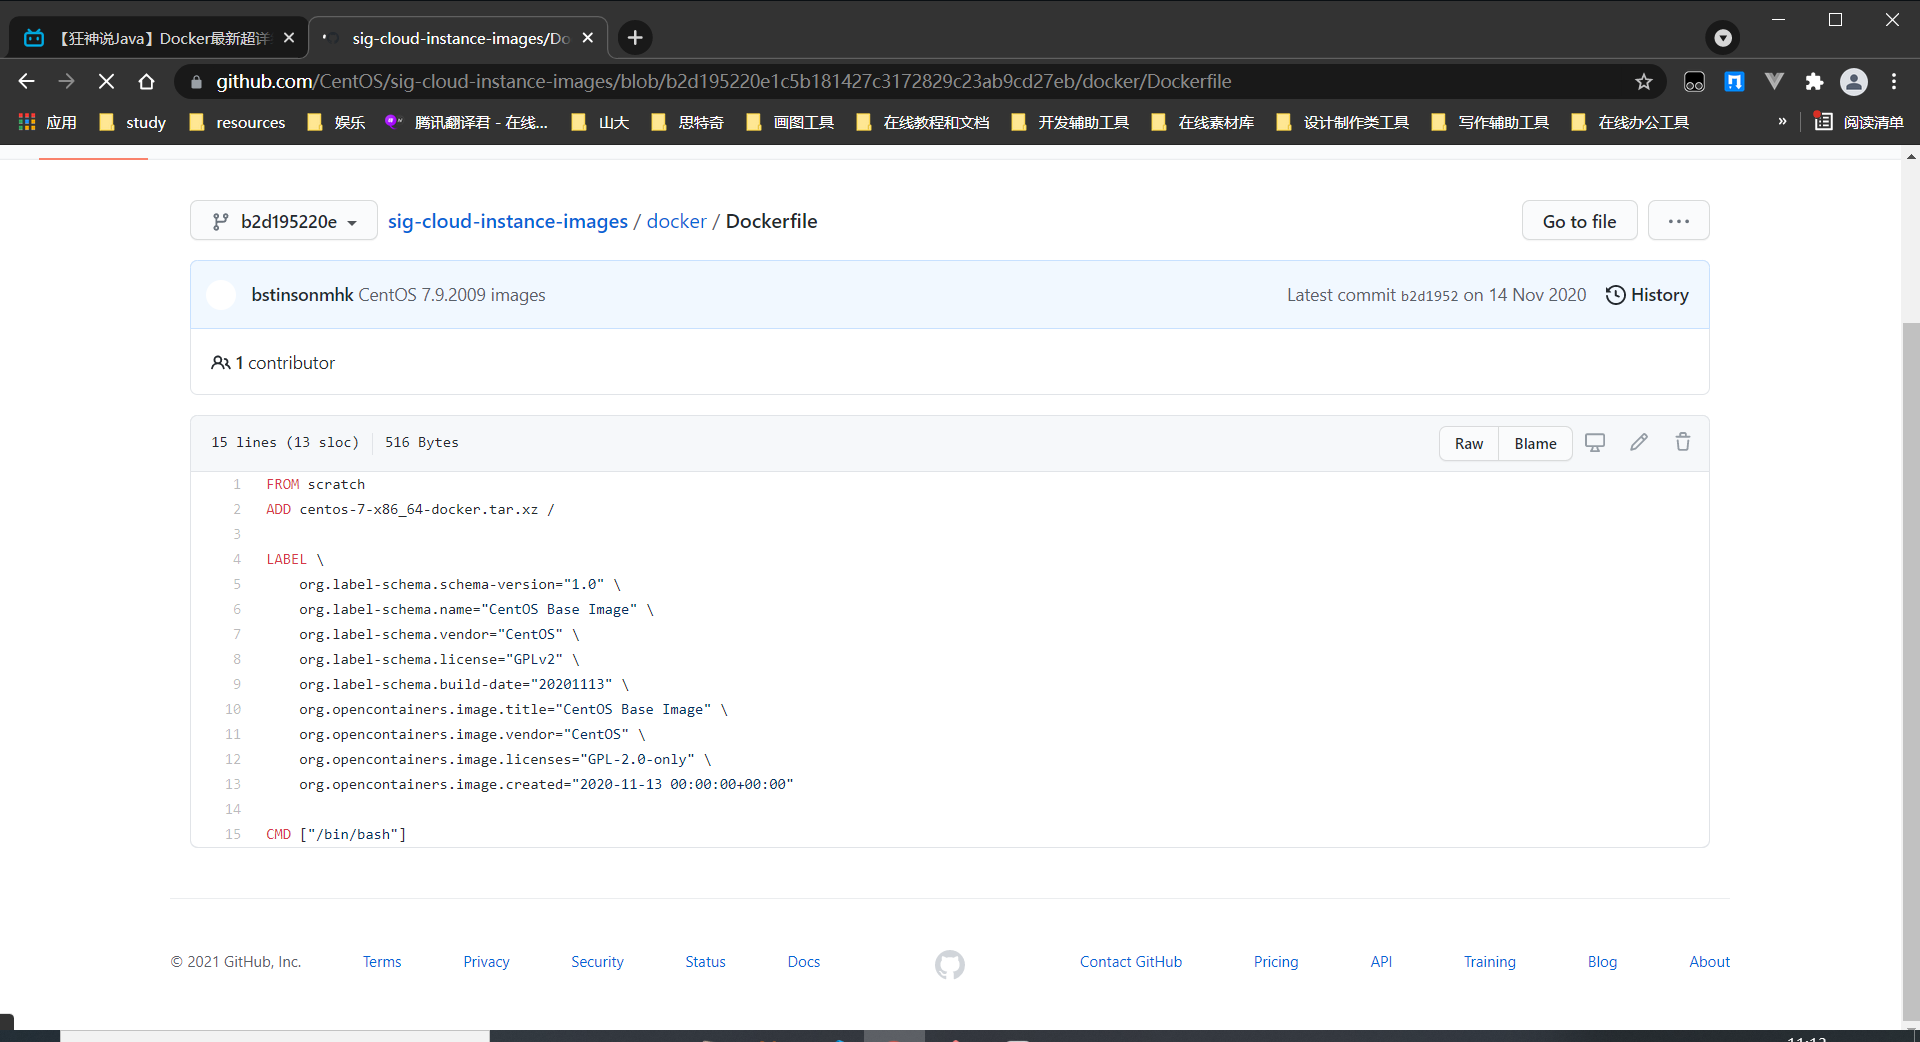 【狂神说Java】Docker最新超详
sig-cloud-instance-images/Do
github.com/CentOS/sig-cloud-instance-images/blob/b2d195220e1c5b181427c3172829c23ab9cd27eb/docker/Dockerfile
应用 study resources 娱乐 腾讯翻译君 - 在线... 山大 思特奇 画图工具 在线教程和文档 开发辅助工具 在线素材库 设计制作类工具 写作辅助工具 在线办公工具 » 阅读清单
b2d195220e sig-cloud-instance-images / docker / Dockerfile Go to file ...
bstinsonmhk CentOS 7.9.2009 images Latest commit b2d1952 on 14 Nov 2020 History
1 contributor
15 lines (13 sloc) 516 Bytes Raw Blame
1 FROM scratch
2 ADD centos-7-x86_64-docker.tar.xz /
3
4 LABEL \
5 org.label-schema.schema-version="1.0" \
6 org.label-schema.name="CentOS Base Image" \
7 org.label-schema.vendor="CentOS" \
8 org.label-schema.license="GPLv2" \
9 org.label-schema.build-date="20201113" \
10 org.opencontainers.image.title="CentOS Base Image" \
11 org.opencontainers.image.vendor="CentOS" \
12 org.opencontainers.image.licenses="GPL-2.0-only" \
13 org.opencontainers.image.created="2020-11-13 00:00:00+00:00"
14
15 CMD ["/bin/bash"]
© 2021 GitHub, Inc. Terms Privacy Security Status Docs Contact GitHub Pricing API Training Blog About